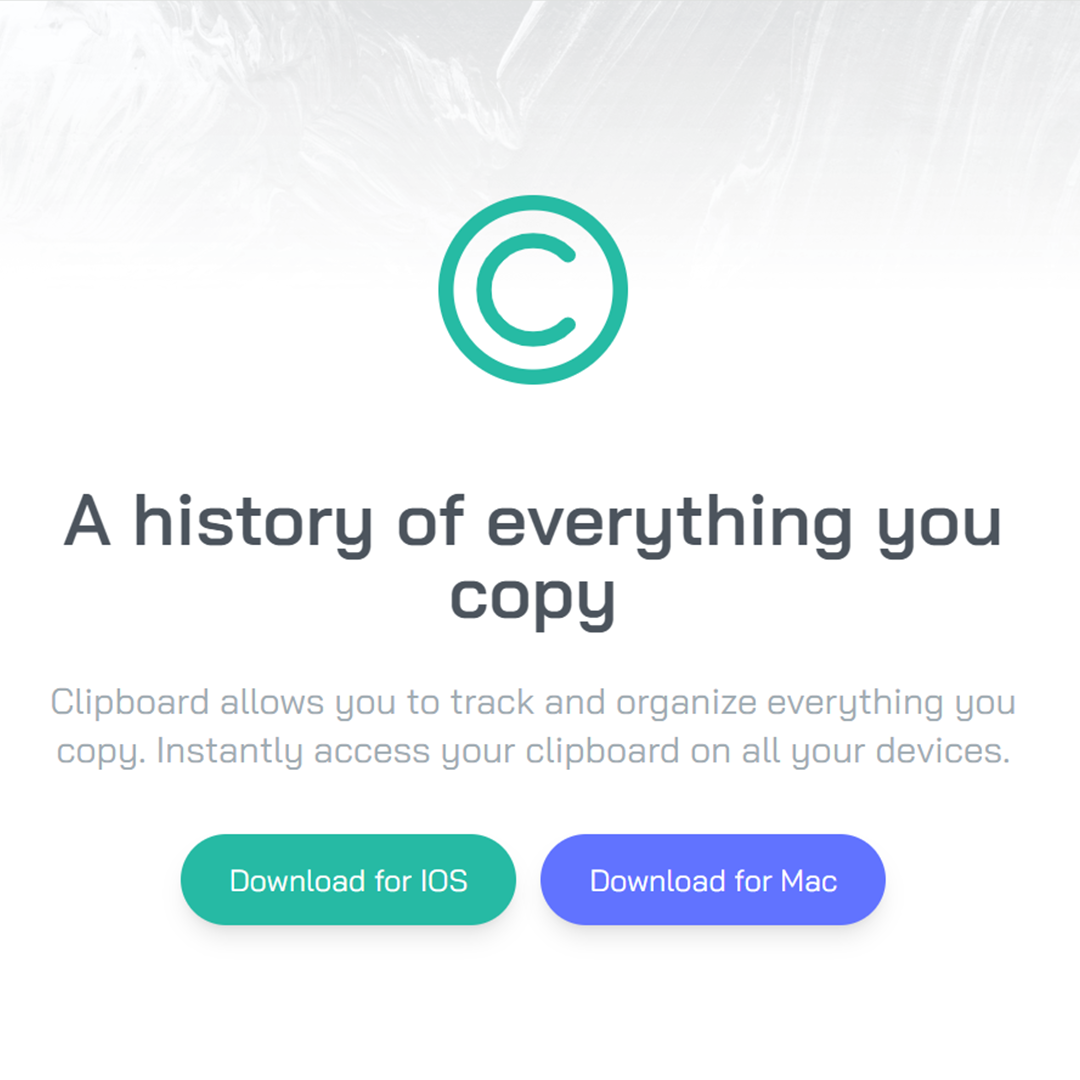 C
A history of everything you
copy
Clipboard allows you to track and organize everything you
copy. Instantly access your clipboard on all your devices.
Download for IOS
Download for Mac